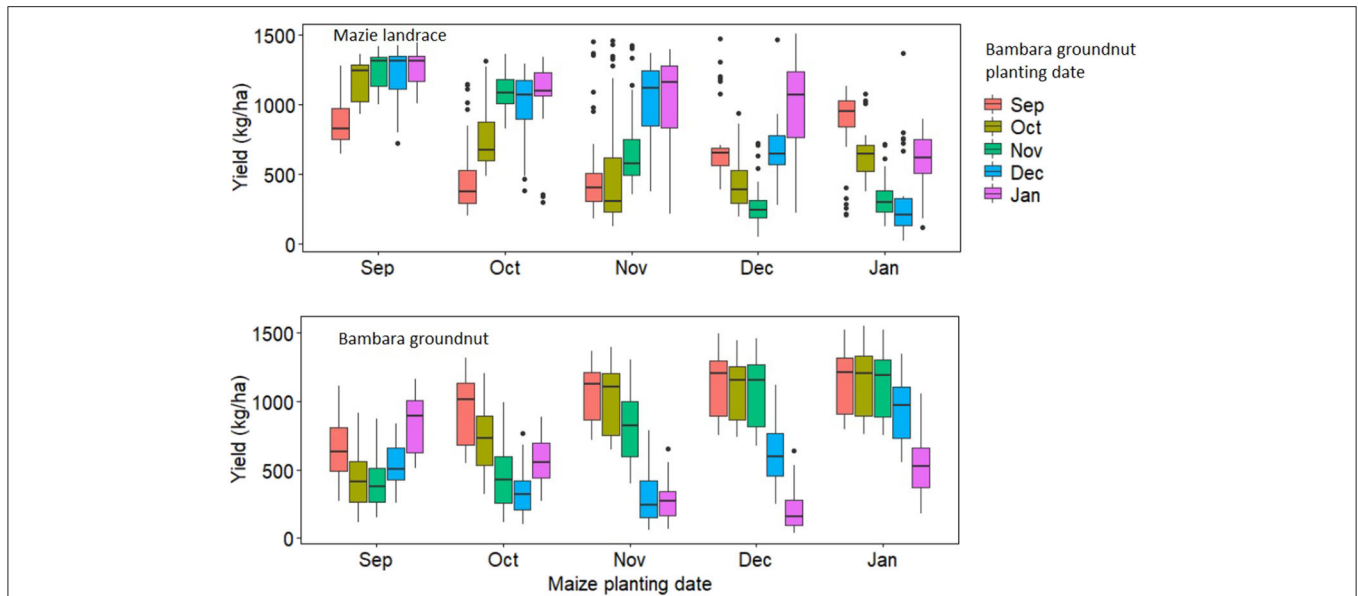 Mazie landrace
Yield (kg/ha)
1500
1000
500
0
Sep Oct Nov Dec Jan
Bambara groundnut
planting date
Sep
Oct
Nov
Dec
Jan
Bambara groundnut
Yield (kg/ha)
1500
1000
500
0
Sep Oct Nov Dec Jan
Maize planting date